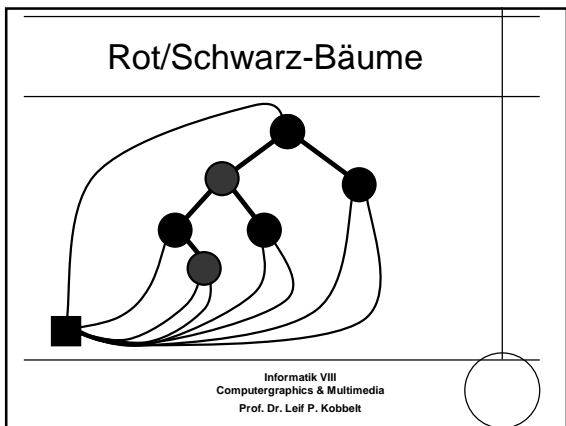 Rot/Schwarz-Bäume
Informatik VIII
Computergraphics & Multimedia
Prof. Dr. Leif P. Kobbelt